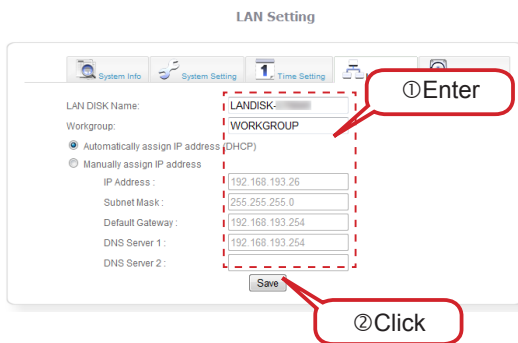 LAN Setting
System Info
System Setting
1 Time Setting
①Enter
LAN DISK Name: LANDISK-
Workgroup: WORKGROUP
Automatically assign IP address (DHCP)
Manually assign IP address
IP Address : 192.168.193.26
Subnet Mask : 255.255.255.0
Default Gateway : 192.168.193.254
DNS Server 1 : 192.168.193.254
DNS Server 2 :
Save
②Click